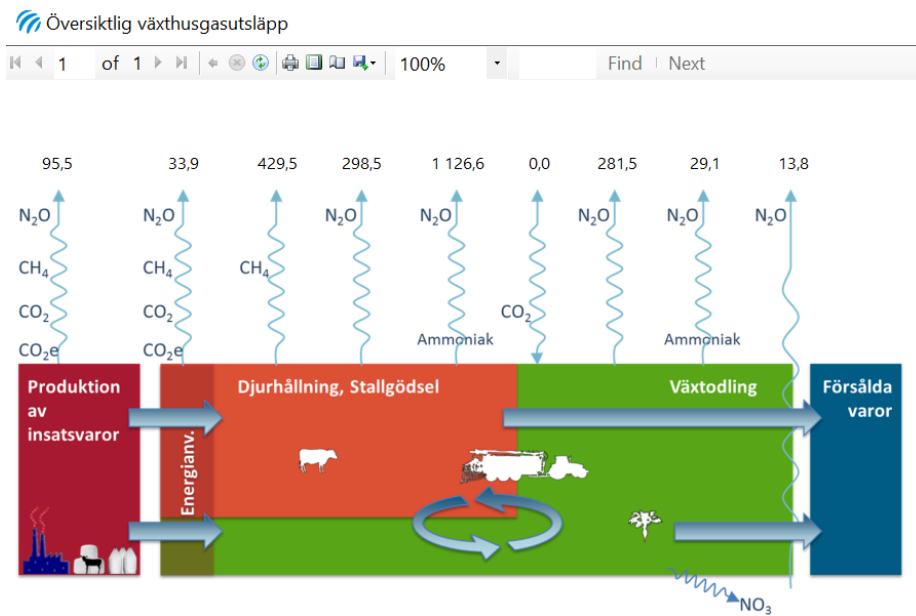 Översiktlig växthusgasutsläpp
1 of 1 100% Find Next
95,5 33,9 429,5 298,5 1 126,6 0,0 281,5 29,1 13,8
N₂O N₂O N₂O N₂O N₂O N₂O N₂O
CH₄ CH₄ CH₄
CO₂ CO₂ CO₂
Ammoniak Ammoniak
CO₂e CO₂e
Produktion
av
insatsvaror
Energianv.
Djurhållning, Stallgödsel
Växtodling
Försålda
varor
NO₃